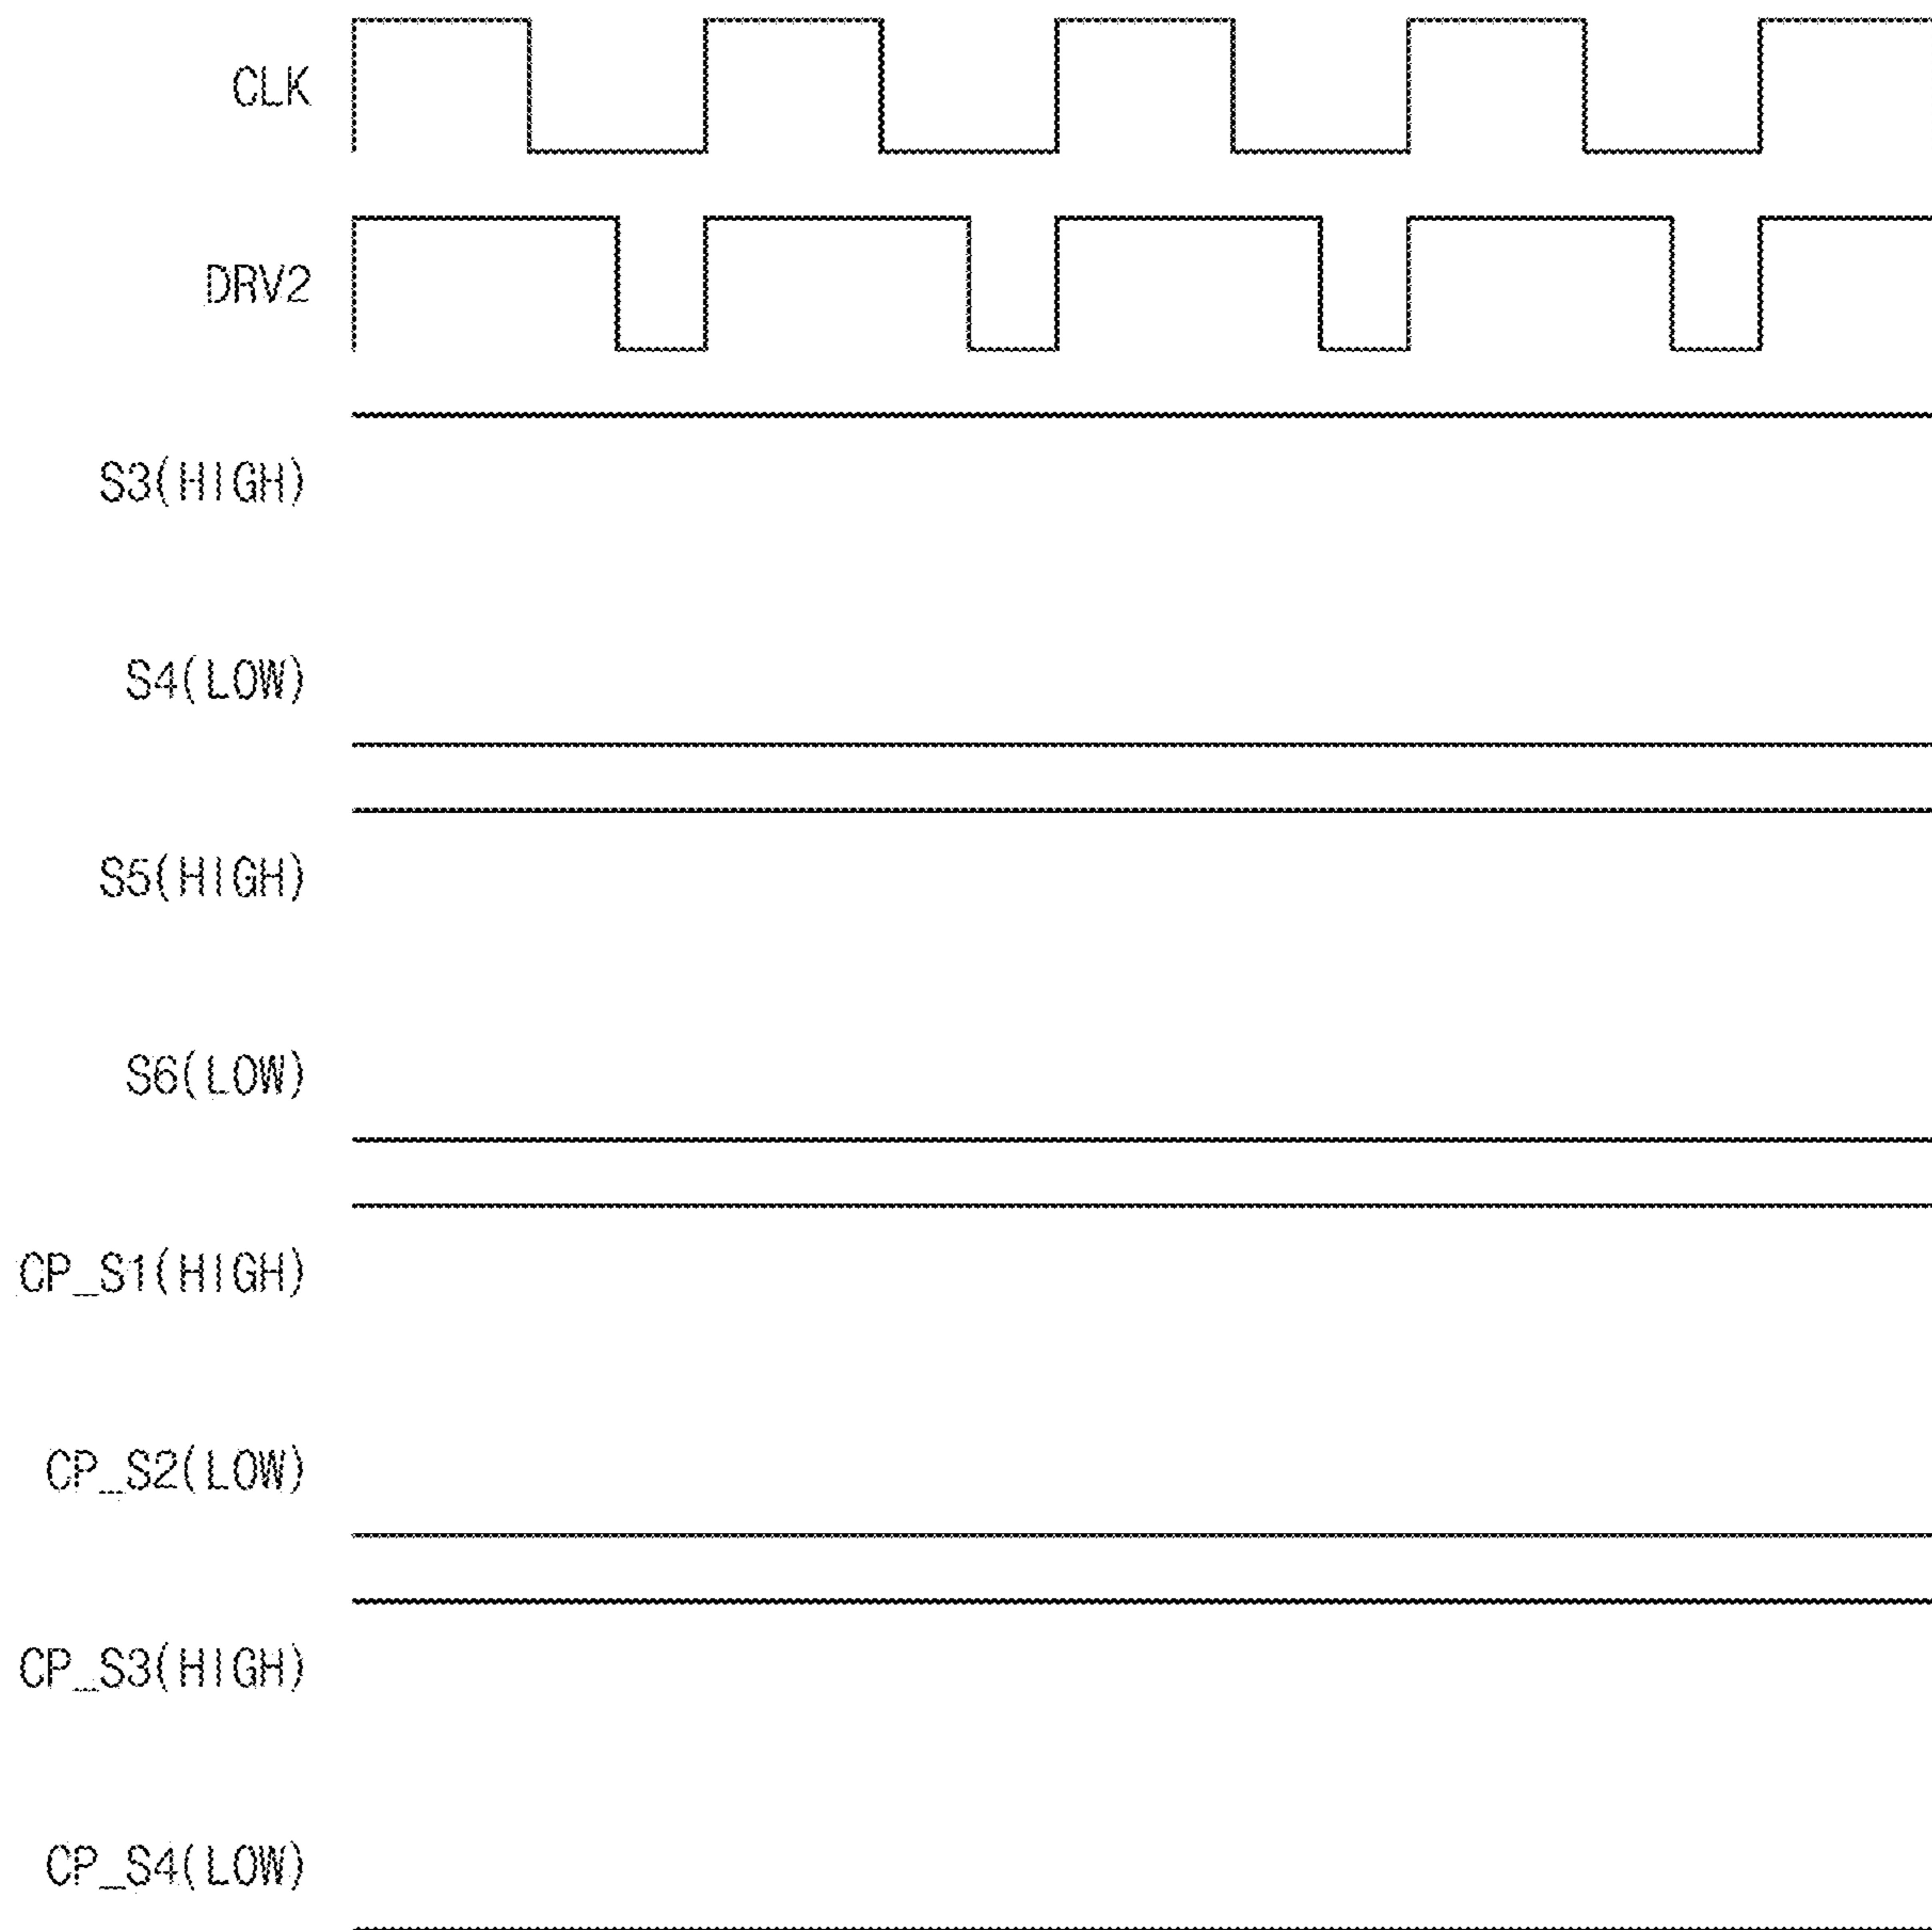 CLK
DRV2
S3(HIGH)
S4(LOW)
S5(HIGH)
S6(LOW)
CP_S1(HIGH)
CP_S2(LOW)
CP_S3(HIGH)
CP_S4(LOW)